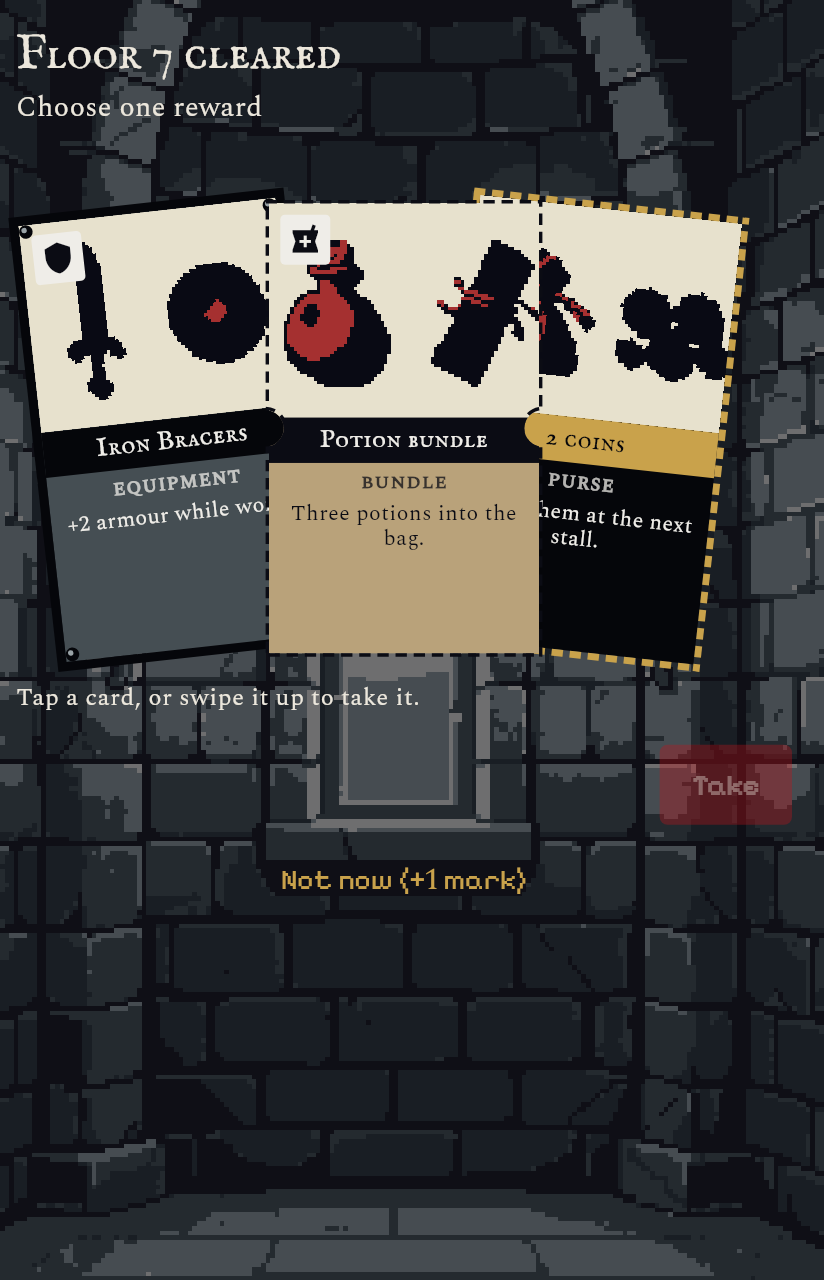 Floor 7 cleared
Choose one reward
Iron Bracers
EQUIPMENT
+2 armour while wo
Potion bundle
BUNDLE
Three potions into the
bag.
2 coins
PURSE
hem at the next
stall.
Tap a card, or swipe it up to take it.
Take
Not now (+1 mark)